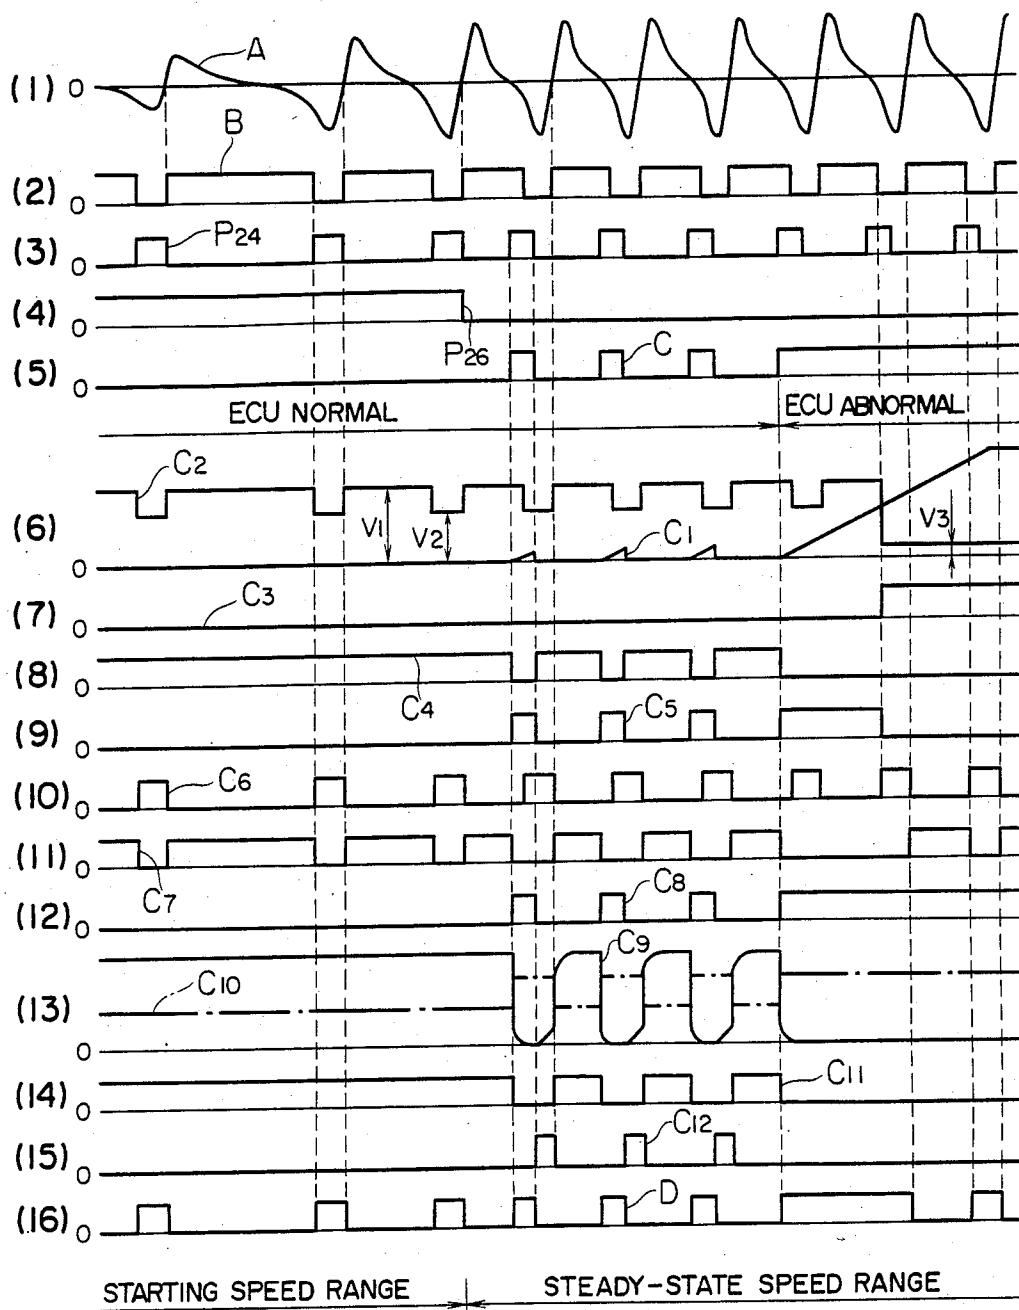 (1) 0 A
(2) 0 B
(3) 0 P24
(4) 0 P26
(5) 0 C
ECU NORMAL ECU ABNORMAL
(6) 0 C2 V1 V2 C1 V3
(7) 0 C3
(8) 0 C4
(9) 0 C5
(10) 0 C6
(11) 0 C7
(12) 0 C8
(13) 0 C10 C9
(14) 0 C11
(15) 0 C12
(16) 0 D
STARTING SPEED RANGE STEADY-STATE SPEED RANGE